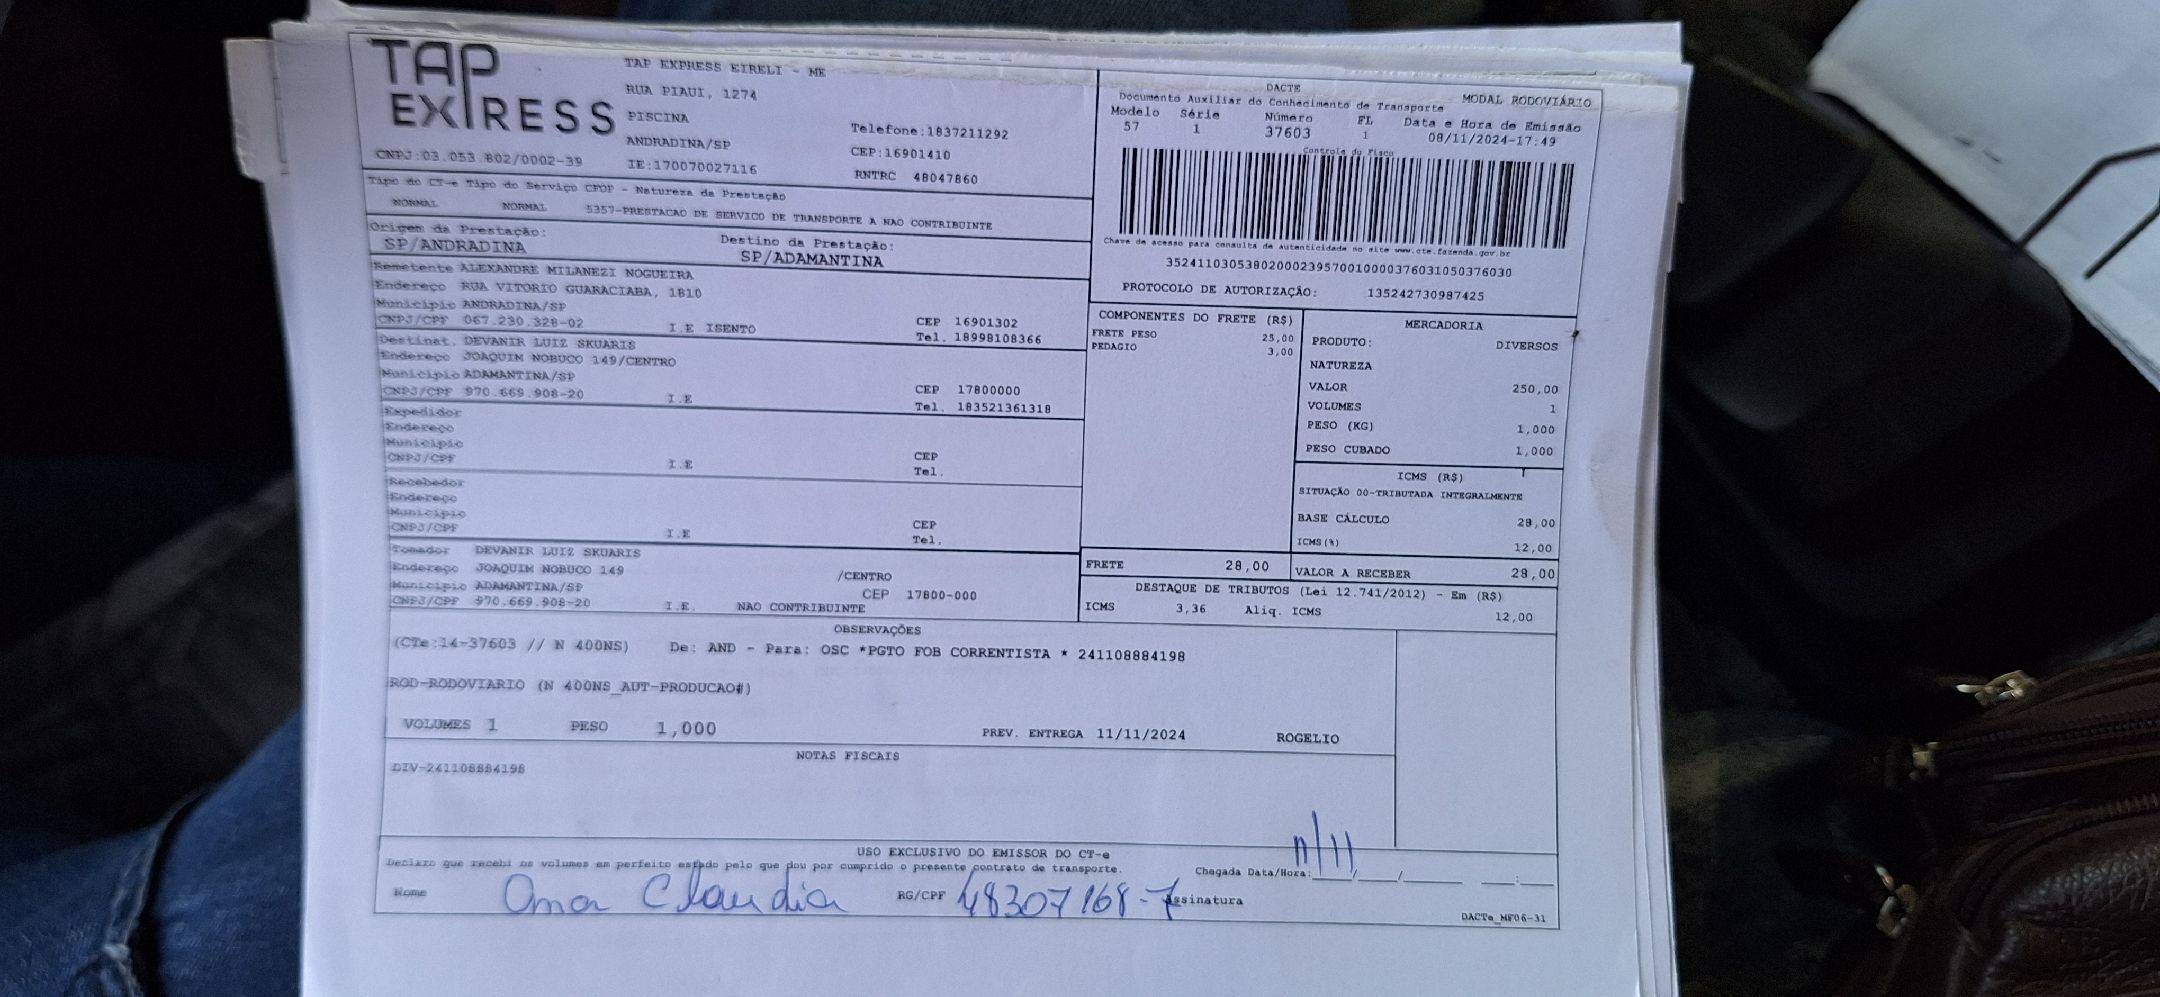 TAP EXPRESS
TAP EXPRESS EIRELI - ME
RUA PIAUI, 1274
PISCINA
ANDRADINA/SP
IE:170070027116
Telefone:1837211292
CEP:16901410
RNTRC 48047860
CNPJ:03.053.802/0002-39
Tipo do CT-e Tipo do Serviço CFOP - Natureza da Prestação
NORMAL NORMAL 5357-PRESTACAO DE SERVICO DE TRANSPORTE A NAO CONTRIBUINTE
Origem da Prestação: Destino da Prestação:
SP/ANDRADINA SP/ADAMANTINA
DACTE
Documento Auxiliar do Conhecimento de Transporte MODAL RODOVIÁRIO
Modelo Série Número FL Data e Hora de Emissão
57 1 37603 1 08/11/2024-17:49
Controle do Fisco
Chave de acesso para consulta de autenticidade no site www.cte.fazenda.gov.br
35241103053802000239570010000376031050376030
PROTOCOLO DE AUTORIZAÇÃO: 135242730987425
Remetente ALEXANDRE MILANEZI NOGUEIRA
Endereço RUA VITORIO GUARACIABA, 1810
Município ANDRADINA/SP CEP 16901302
CNPJ/CPF 067.230.328-02 I.E ISENTO Tel. 18998108366
Destinat. DEVANIR LUIZ SKUARIS
Endereço JOAQUIM NOBUCO 149/CENTRO
Município ADAMANTINA/SP CEP 17800000
CNPJ/CPF 970.669.908-20 I.E Tel. 183521361318
Expedidor
Endereço
Município CEP
CNPJ/CPF I.E Tel.
Recebedor
Endereço
Município CEP
CNPJ/CPF I.E Tel.
Tomador DEVANIR LUIZ SKUARIS
Endereço JOAQUIM NOBUCO 149 /CENTRO
Município ADAMANTINA/SP CEP 17800-000
CNPJ/CPF 970.669.908-20 I.E. NAO CONTRIBUINTE
COMPONENTES DO FRETE (R$)
FRETE PESO 25,00
PEDAGIO 3,00
MERCADORIA
PRODUTO: DIVERSOS
NATUREZA
VALOR 250,00
VOLUMES 1
PESO (KG) 1,000
PESO CUBADO 1,000
ICMS (R$)
SITUAÇÃO 00-TRIBUTADA INTEGRALMENTE
BASE CÁLCULO 28,00
ICMS(%) 12,00
FRETE 28,00 VALOR A RECEBER 28,00
DESTAQUE DE TRIBUTOS (Lei 12.741/2012) - Em (R$)
ICMS 3,36 Aliq. ICMS 12,00
OBSERVAÇÕES
(CTe:14-37603 // N 400NS) De: AND - Para: OSC *PGTO FOB CORRENTISTA * 241108884198
ROD-RODOVIARIO (N 400NS_AUT-PRODUCAO#)
VOLUMES 1 PESO 1,000 PREV. ENTREGA 11/11/2024 ROGELIO
NOTAS FISCAIS
DIV-241108884198
USO EXCLUSIVO DO EMISSOR DO CT-e
Declaro que recebi os volumes em perfeito estado pelo que dou por cumprido o presente contrato de transporte.
Chegada Data/Hora: 11/11
Nome Ana Claudia RG/CPF 48307168-7 Assinatura
DACTe_MF06-31